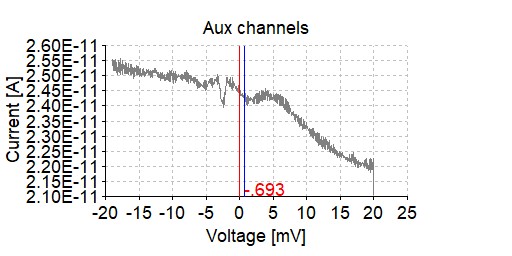 Aux channels
Current [A]
2.60E-11
2.55E-11
2.50E-11
2.45E-11
2.40E-11
2.35E-11
2.30E-11
2.25E-11
2.20E-11
2.15E-11
2.10E-11
-.693
-20 -15 -10 -5 0 5 10 15 20 25
Voltage [mV]